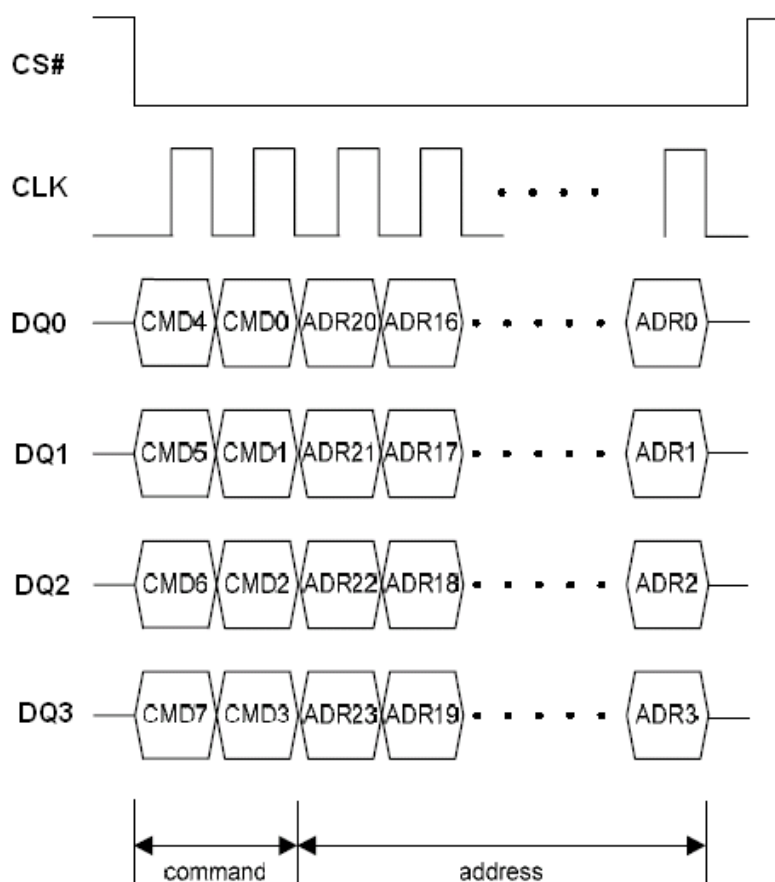 CS#
CLK
DQ0 CMD4 CMD0 ADR20 ADR16 ADR0
DQ1 CMD5 CMD1 ADR21 ADR17 ADR1
DQ2 CMD6 CMD2 ADR22 ADR18 ADR2
DQ3 CMD7 CMD3 ADR23 ADR19 ADR3
command address